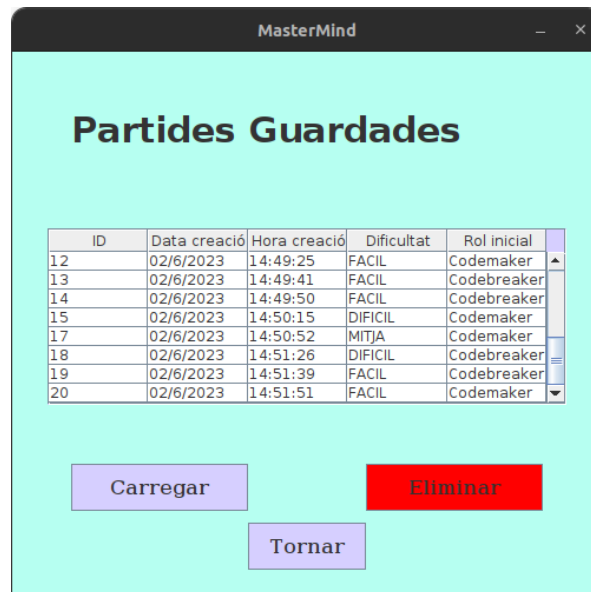 MasterMind
Partides Guardades
ID Data creació Hora creació Dificultat Rol inicial
12 02/6/2023 14:49:25 FACIL Codemaker
13 02/6/2023 14:49:41 FACIL Codebreaker
14 02/6/2023 14:49:50 FACIL Codebreaker
15 02/6/2023 14:50:15 DIFICIL Codemaker
17 02/6/2023 14:50:52 MITJA Codemaker
18 02/6/2023 14:51:26 DIFICIL Codebreaker
19 02/6/2023 14:51:39 FACIL Codebreaker
20 02/6/2023 14:51:51 FACIL Codemaker
Carregar Eliminar
Tornar